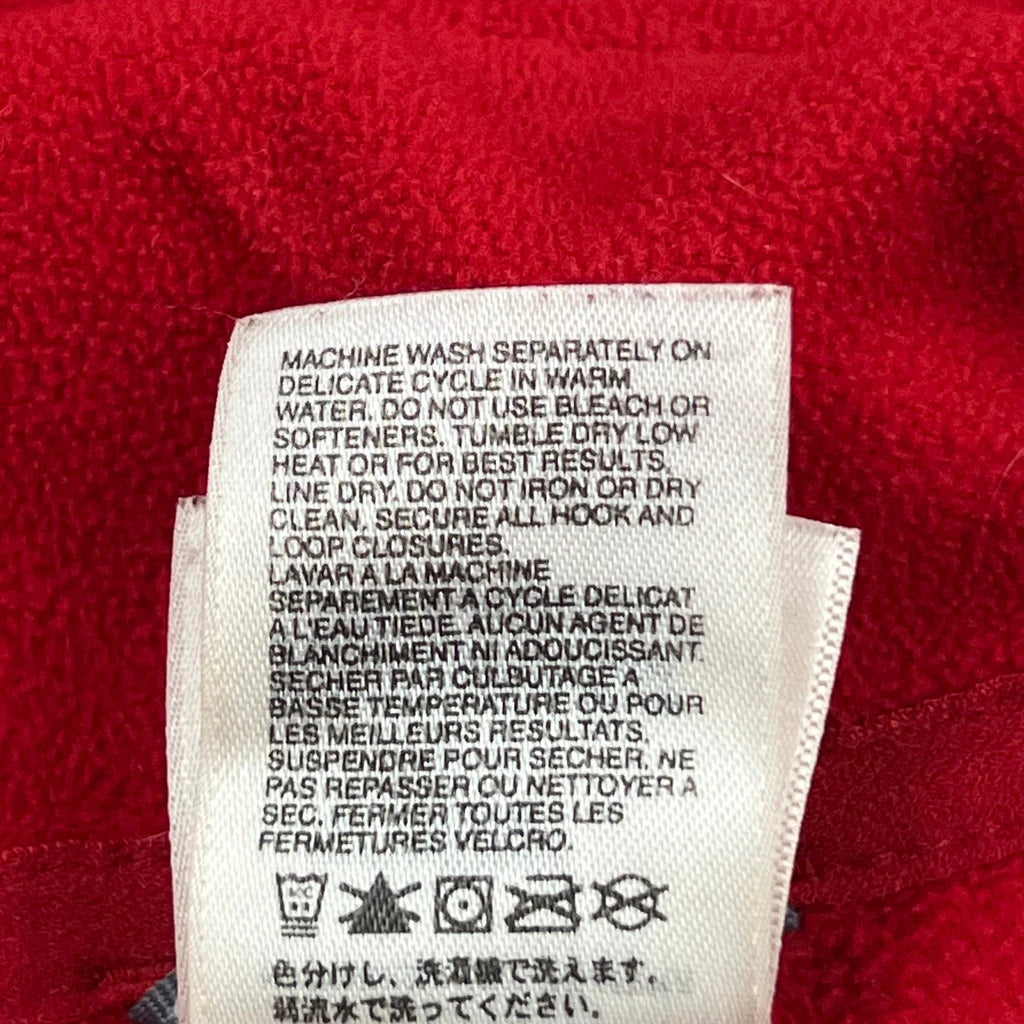 MACHINE WASH SEPARATELY ON
DELICATE CYCLE IN WARM
WATER. DO NOT USE BLEACH OR
SOFTENERS. TUMBLE DRY LOW
HEAT OR FOR BEST RESULTS,
LINE DRY. DO NOT IRON OR DRY
CLEAN. SECURE ALL HOOK AND
LOOP CLOSURES.
LAVAR A LA MACHINE
SEPAREMENT A CYCLE DELICAT
A L'EAU TIEDE. AUCUN AGENT DE
BLANCHIMENT NI ADOUCISSANT.
SECHER PAR CULBUTAGE A
BASSE TEMPERATURE OU POUR
LES MEILLEURS RESULTATS,
SUSPENDRE POUR SECHER. NE
PAS REPASSER OU NETTOYER A
SEC. FERMER TOUTES LES
FERMETURES VELCRO.
色分けし、洗濯機で洗えます。
弱流水で洗ってください。